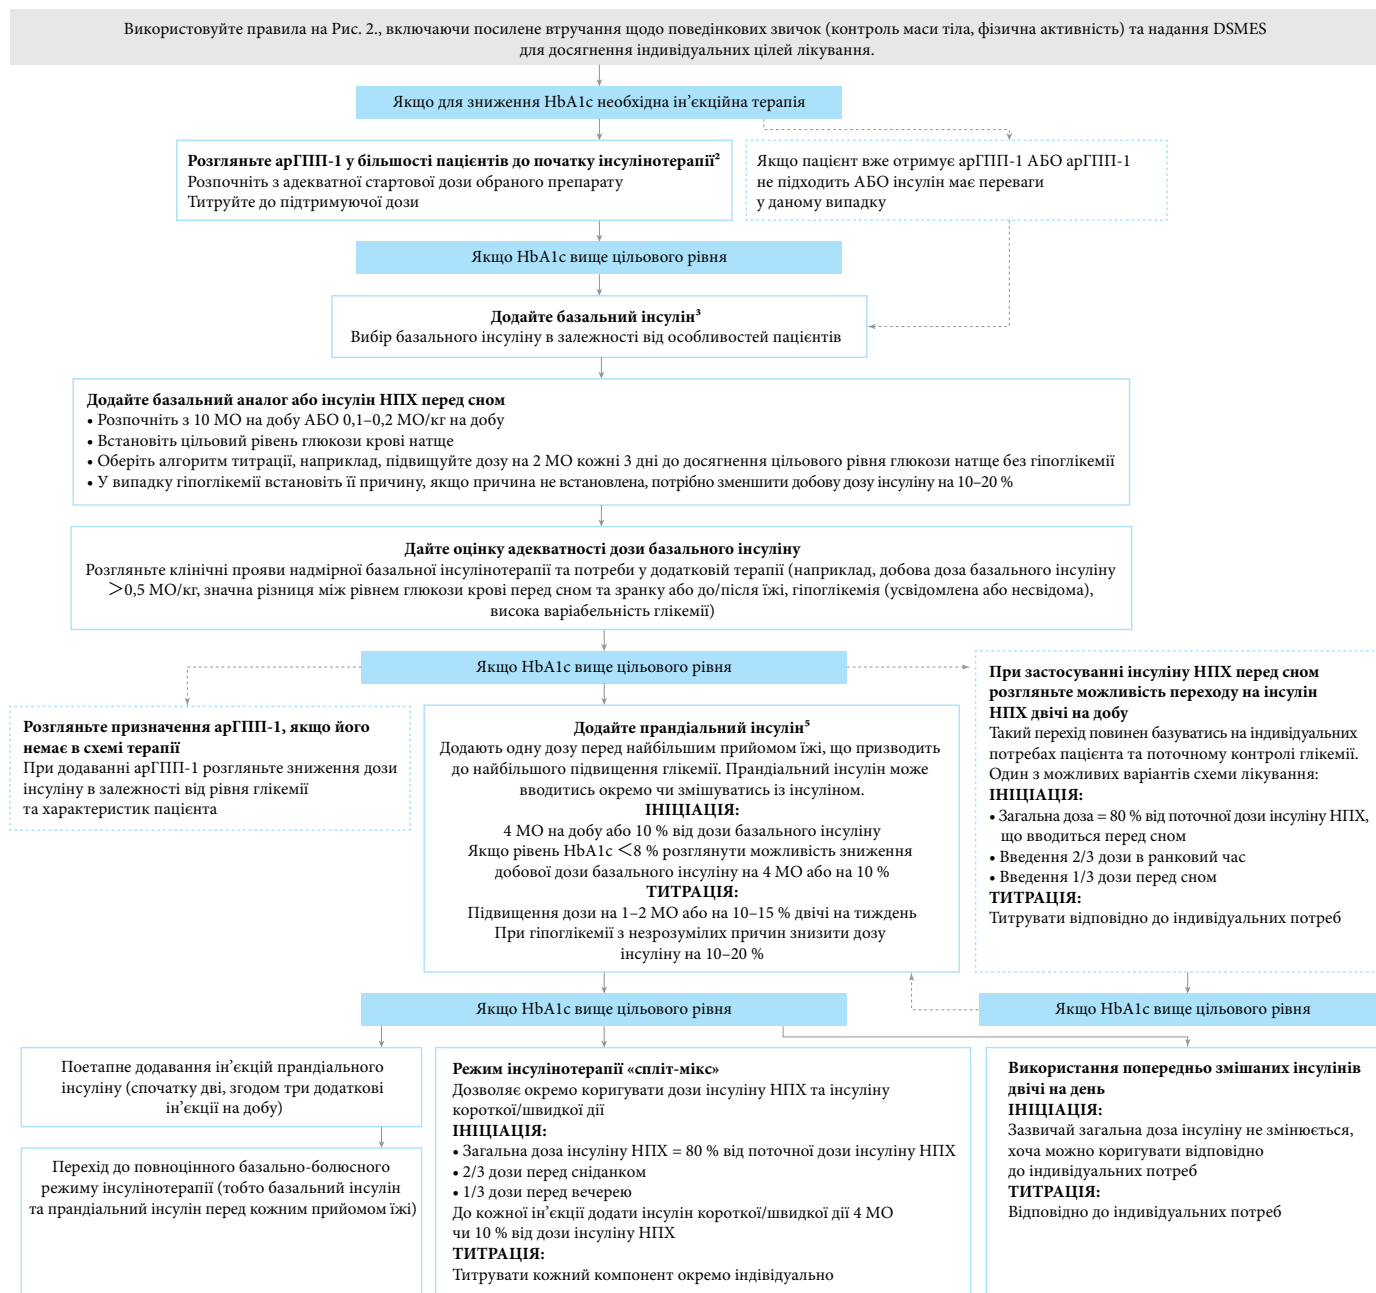 Використовуйте правила на Рис. 2., включаючи посилене втручання щодо поведінкових звичок (контроль маси тіла, фізична активність) та надання DSMES
для досягнення індивідуальних цілей лікування.
Якщо для зниження HbA1c необхідна ін’єкційна терапія
Розгляньте арГПП-1 у більшості пацієнтів до початку інсулінотерапії²
Розпочніть з адекватної стартової дози обраного препарату
Титруйте до підтримуючої дози
Якщо пацієнт вже отримує арГПП-1 АБО арГПП-1
не підходить АБО інсулін має переваги
у даному випадку
Якщо HbA1c вище цільового рівня
Додайте базальний інсулін³
Вибір базального інсуліну в залежності від особливостей пацієнтів
Додайте базальний аналог або інсулін НПХ перед сном
• Розпочніть з 10 МО на добу АБО 0,1–0,2 МО/кг на добу
• Встановіть цільовий рівень глюкози крові натще
• Оберіть алгоритм титрації, наприклад, підвищуйте дозу на 2 МО кожні 3 дні до досягнення цільового рівня глюкози натще без гіпоглікемії
• У випадку гіпоглікемії встановіть її причину, якщо причина не встановлена, потрібно зменшити добову дозу інсуліну на 10–20 %
Дайте оцінку адекватності дози базального інсуліну
Розгляньте клінічні прояви надмірної базальної інсулінотерапії та потреби у додатковій терапії (наприклад, добова доза базального інсуліну
>0,5 МО/кг, значна різниця між рівнем глюкози крові перед сном та зранку або до/після їжі, гіпоглікемія (усвідомлена або несвідома),
висока варіабельність глікемії)
Якщо HbA1c вище цільового рівня
Розгляньте призначення арГПП-1, якщо його
немає в схемі терапії
При додаванні арГПП-1 розгляньте зниження дози
інсуліну в залежності від рівня глікемії
та характеристик пацієнта
Додайте прандіальний інсулін⁵
Додають одну дозу перед найбільшим прийомом їжі, що призводить
до найбільшого підвищення глікемії. Прандіальний інсулін може
вводитись окремо чи змішуватись із інсуліном.
ІНІЦІАЦІЯ:
4 МО на добу або 10 % від дози базального інсуліну
Якщо рівень HbA1c <8 % розглянути можливість зниження
добової дози базального інсуліну на 4 МО або на 10 %
ТИТРАЦІЯ:
Підвищення дози на 1–2 МО або на 10–15 % двічі на тиждень
При гіпоглікемії з незрозумілих причин знизити дозу
інсуліну на 10–20 %
При застосуванні інсуліну НПХ перед сном
розгляньте можливість переходу на інсулін
НПХ двічі на добу
Такий перехід повинен базуватись на індивідуальних
потребах пацієнта та поточному контролі глікемії.
Один з можливих варіантів схеми лікування:
ІНІЦІАЦІЯ:
• Загальна доза = 80 % від поточної дози інсуліну НПХ,
що вводиться перед сном
• Введення 2/3 дози в ранковий час
• Введення 1/3 дози перед сном
ТИТРАЦІЯ:
Титрувати відповідно до індивідуальних потреб
Якщо HbA1c вище цільового рівня
Якщо HbA1c вище цільового рівня
Поетапне додавання ін’єкцій прандіального
інсуліну (спочатку дві, згодом три додаткові
ін’єкції на добу)
Перехід до повноцінного базально-болюсного
режиму інсулінотерапії (тобто базальний інсулін
та прандіальний інсулін перед кожним прийомом їжі)
Режим інсулінотерапії «спліт-мікс»
Дозволяє окремо коригувати дози інсуліну НПХ та інсуліну
короткої/швидкої дії
ІНІЦІАЦІЯ:
• Загальна доза інсуліну НПХ = 80 % від поточної дози інсуліну НПХ
• 2/3 дози перед сніданком
• 1/3 дози перед вечерею
До кожної ін’єкції додати інсулін короткої/швидкої дії 4 МО
чи 10 % від дози інсуліну НПХ
ТИТРАЦІЯ:
Титрувати кожний компонент окремо індівідуально
Використання попередньо змішаних інсулінів
двічі на день
ІНІЦІАЦІЯ:
Зазвичай загальна доза інсуліну не змінюється,
хоча можно коригувати відповідно
до індивідуальних потреб
ТИТРАЦІЯ:
Відповідно до індивідуальних потреб